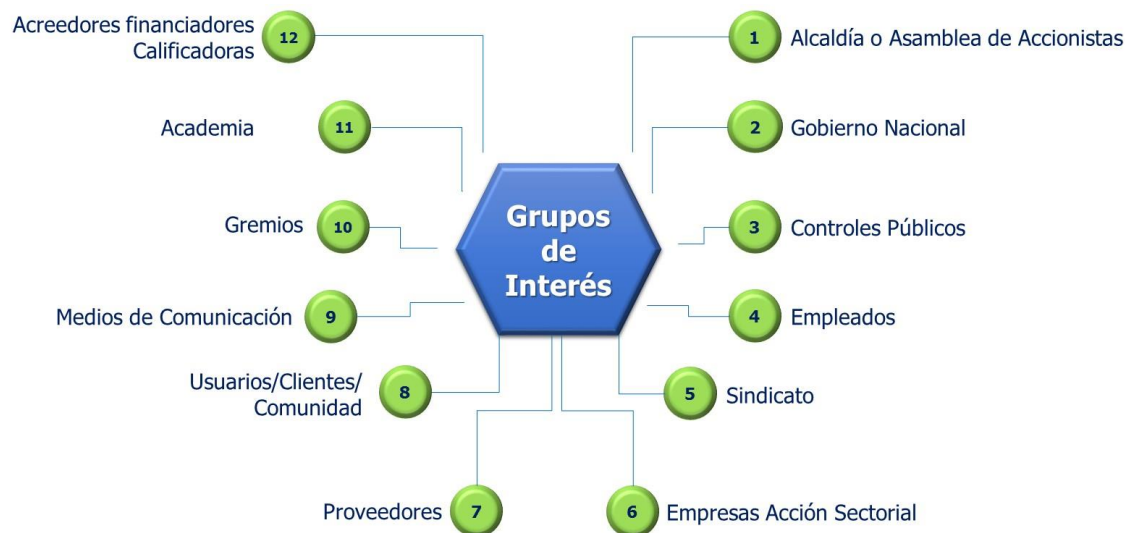 Grupos
de
Interés
1
Alcaldía o Asamblea de Accionistas
2
Gobierno Nacional
3
Controles Públicos
4
Empleados
5
Sindicato
6
Empresas Acción Sectorial
7
Proveedores
8
Usuarios/Clientes/
Comunidad
9
Medios de Comunicación
10
Gremios
11
Academia
12
Acreedores financiadores
Calificadoras